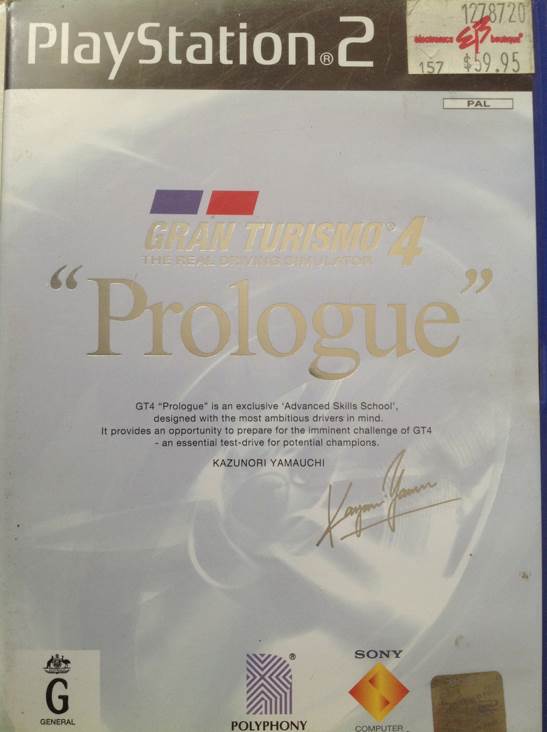 PlayStation®2
1278720
electronics EB boutique®
157 $59.95
PAL
GRAN TURISMO® 4
THE REAL DRIVING SIMULATOR
“Prologue”
GT4 “Prologue” is an exclusive ‘Advanced Skills School’,
designed with the most ambitious drivers in mind.
It provides an opportunity to prepare for the imminent challenge of GT4
- an essential test-drive for potential champions.
KAZUNORI YAMAUCHI
G
GENERAL
®
POLYPHONY
SONY
COMPUTER